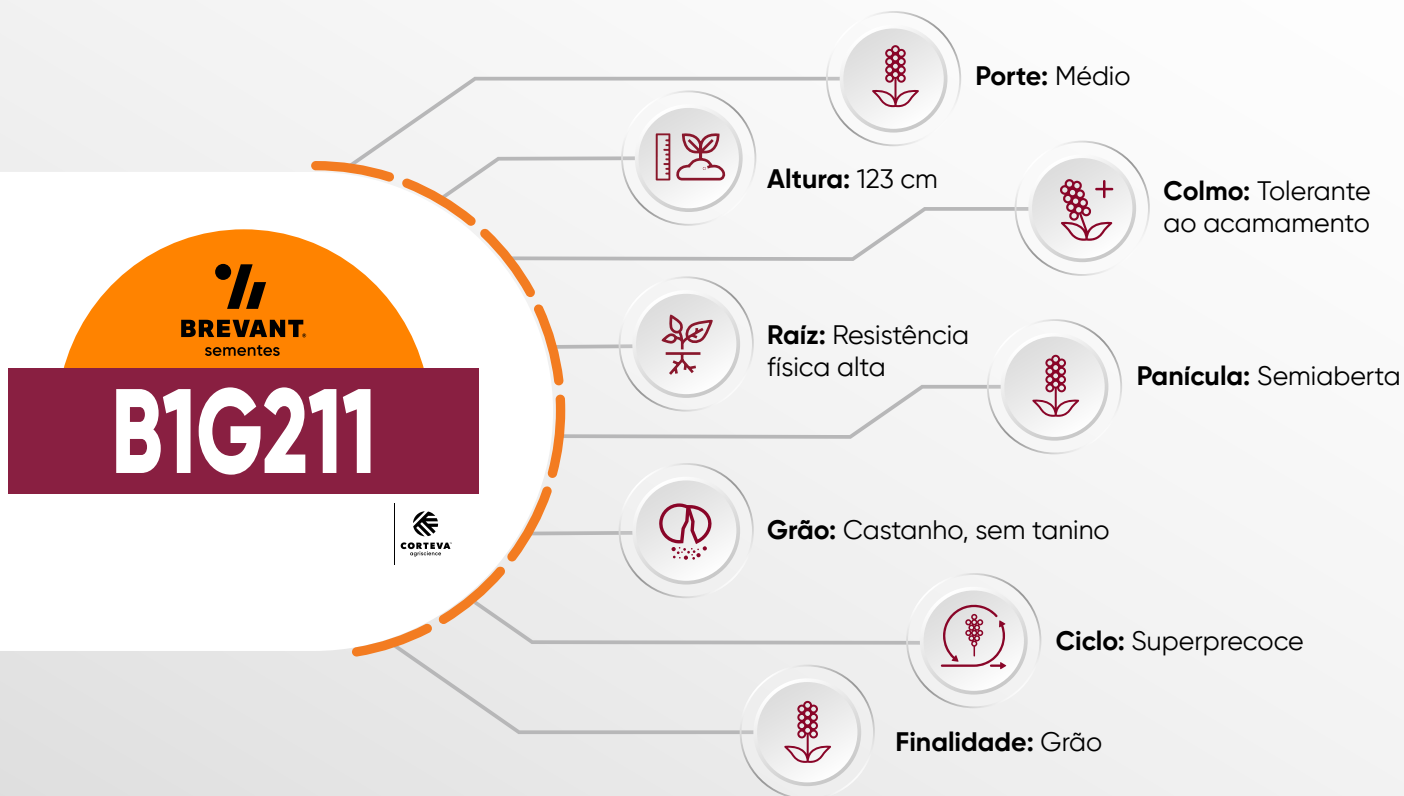 BREVANT®
sementes
B1G211
CORTEVA
agriscience
Porte: Médio
Altura: 123 cm
Colmo: Tolerante
ao acamamento
Raíz: Resistência
física alta
Panícula: Semiaberta
Grão: Castanho, sem tanino
Ciclo: Superprecoce
Finalidade: Grão